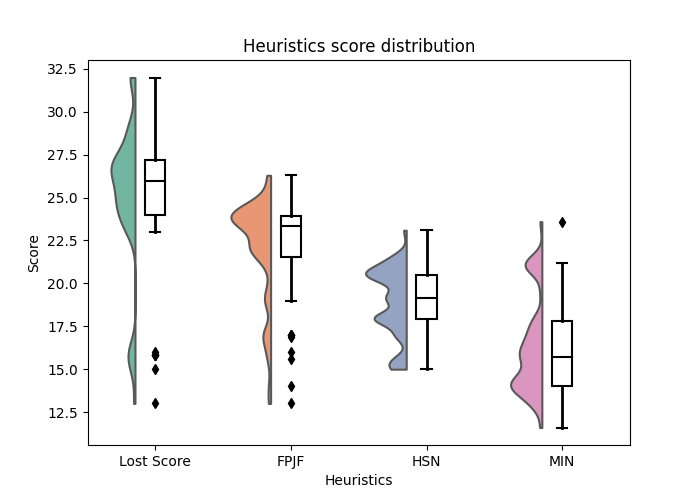 Heuristics score distribution
32.5
30.0
27.5
25.0
22.5
20.0
17.5
15.0
12.5
Score
Lost Score
FPJF
HSN
MIN
Heuristics